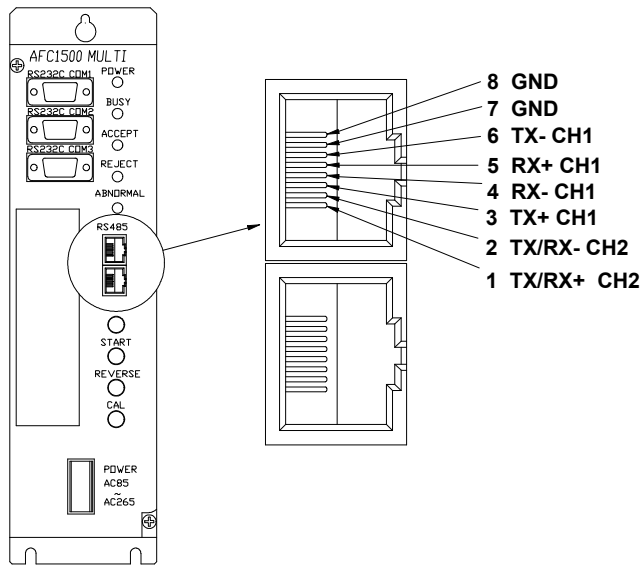 AFC1500 MULTI
RS232C COM1
POWER
BUSY
RS232C COM2
ACCEPT
RS232C COM3
REJECT
ABNORMAL
RS485
START
REVERSE
CAL
POWER
AC85
~
AC265
8 GND
7 GND
6 TX- CH1
5 RX+ CH1
4 RX- CH1
3 TX+ CH1
2 TX/RX- CH2
1 TX/RX+ CH2